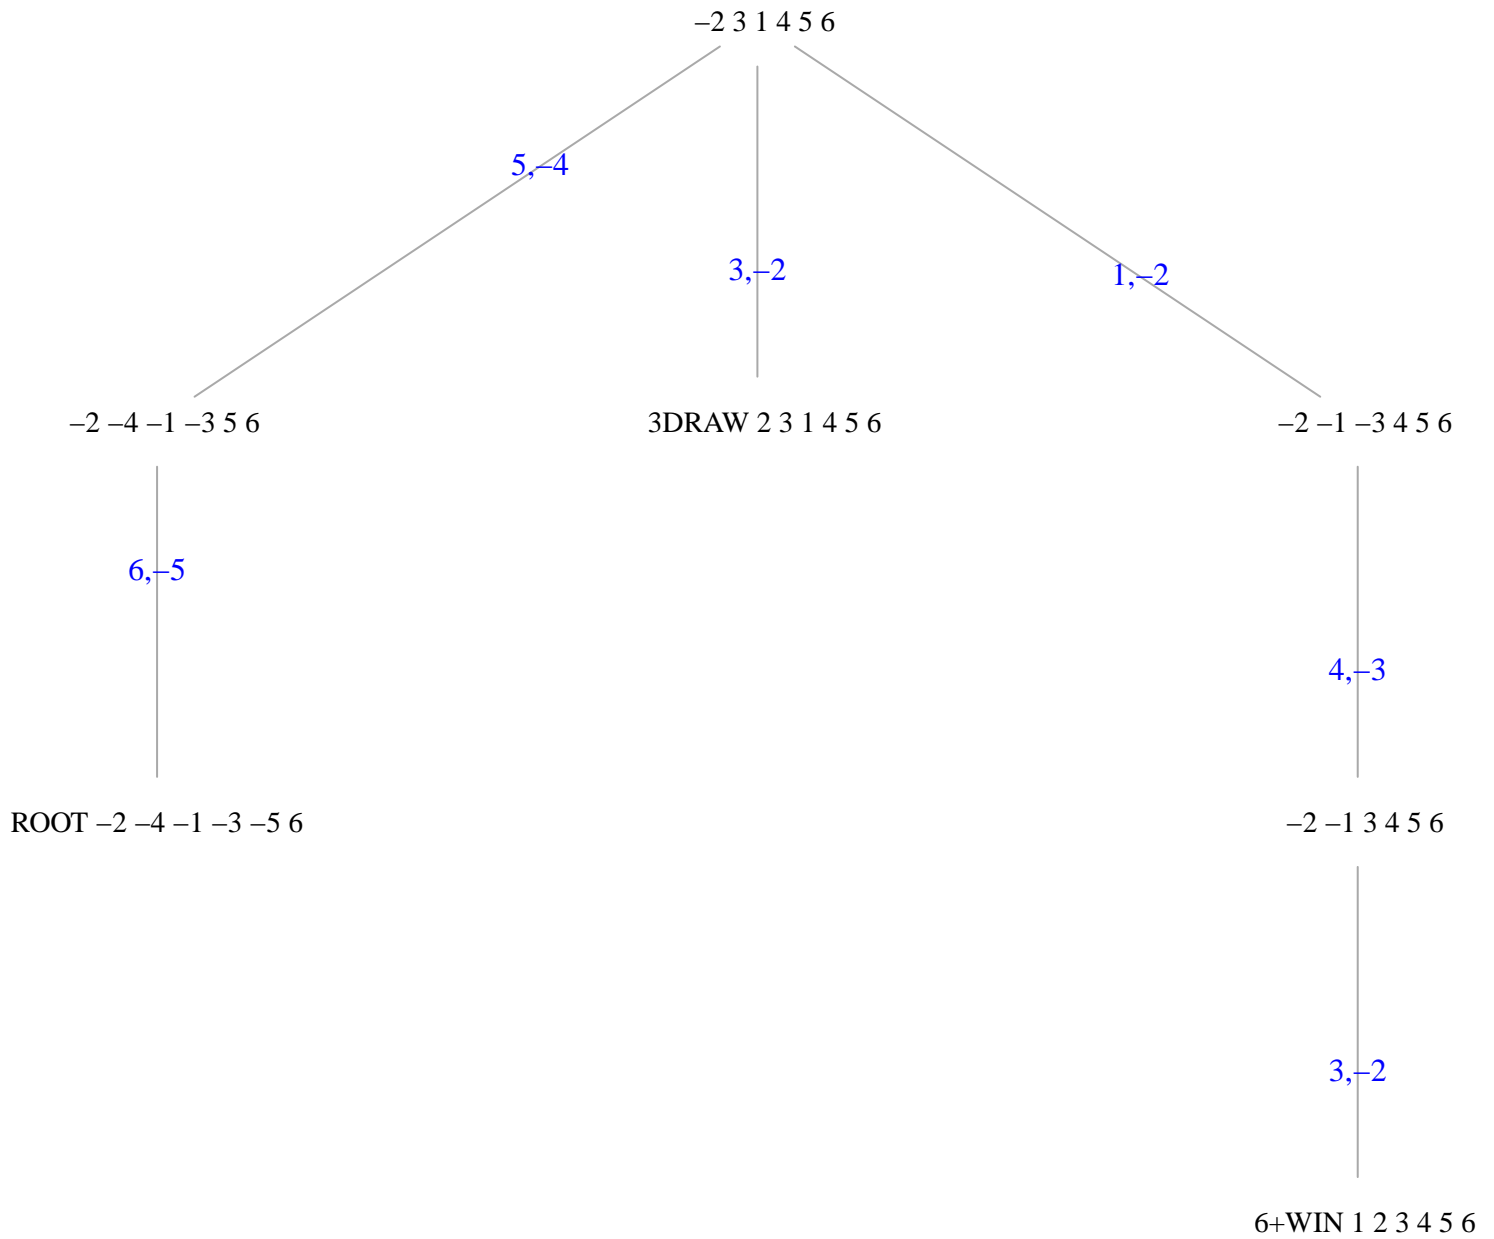 –2 3 1 4 5 6
5,–4
3,–2
1,–2
–2 –4 –1 –3 5 6
3DRAW 2 3 1 4 5 6
–2 –1 –3 4 5 6
6,–5
4,–3
ROOT –2 –4 –1 –3 –5 6
–2 –1 3 4 5 6
3,–2
6+WIN 1 2 3 4 5 6